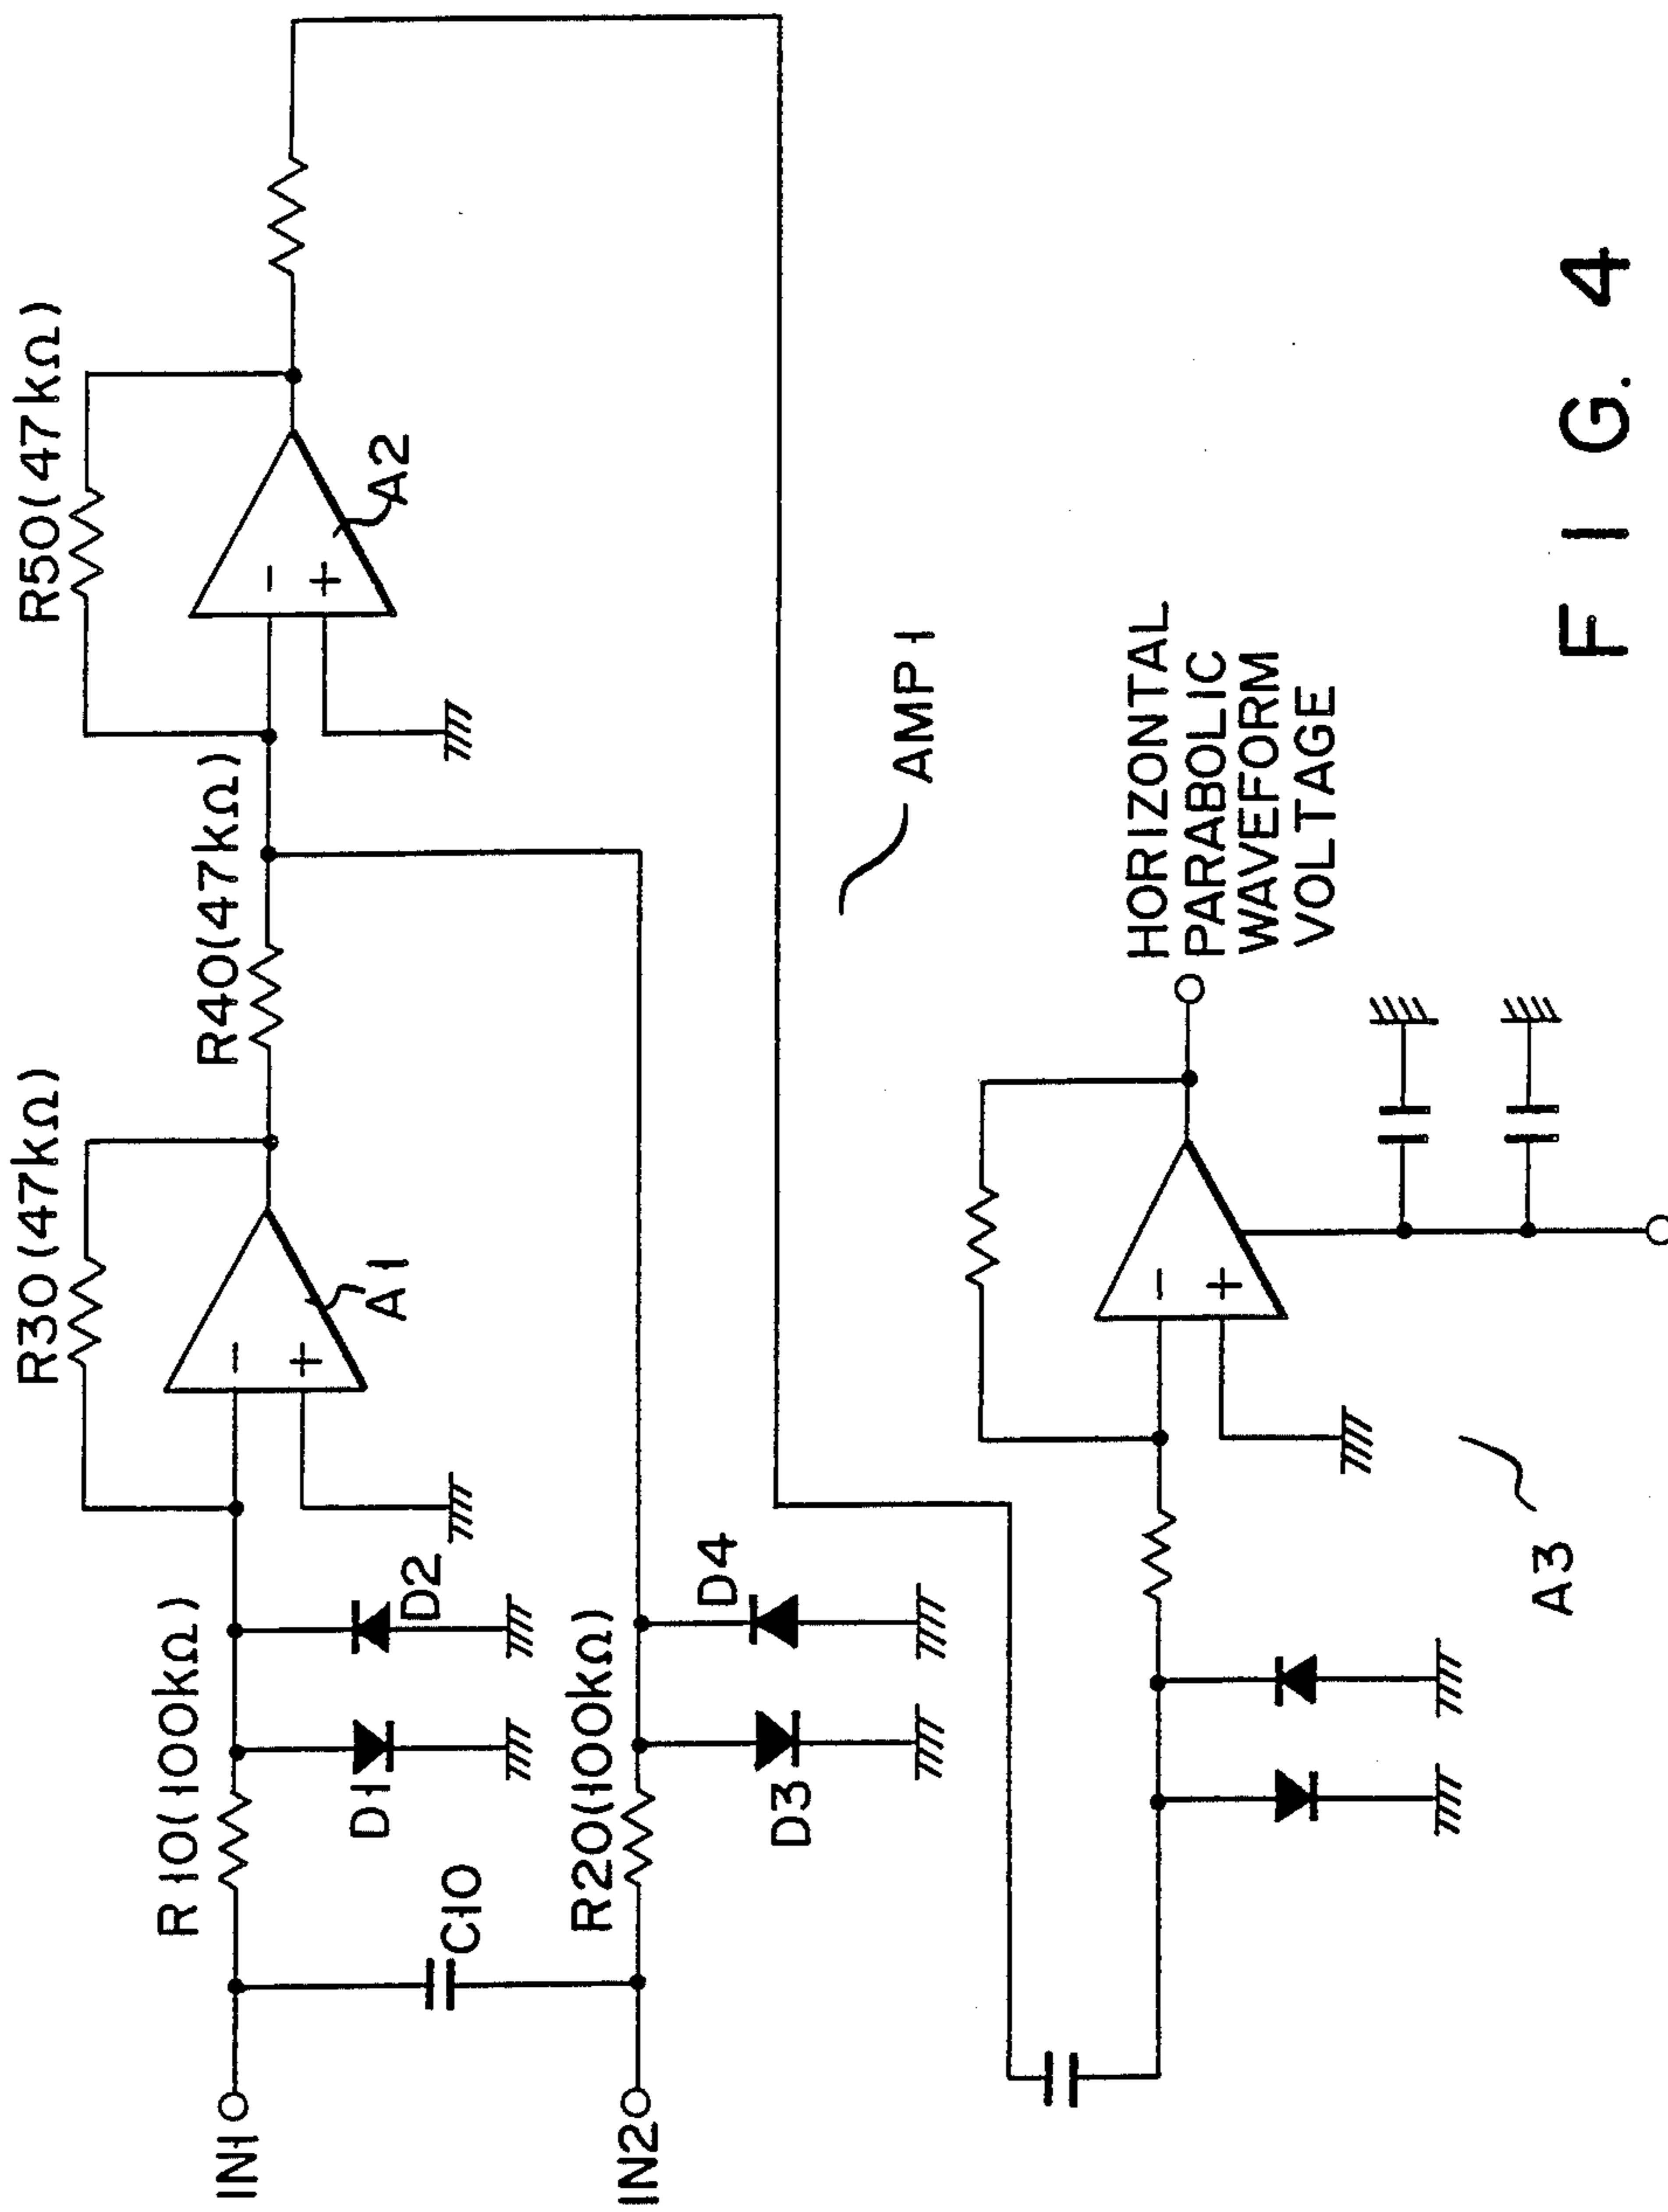 R30(47kΩ)
R50(47kΩ)
R10(100kΩ)
R40(47kΩ)
IN1
-
+
A1
-
+
A2
D1
D2
C10
R20(100kΩ)
IN2
D3
D4
AMP1
HORIZONTAL
PARABOLIC
WAVEFORM
VOLTAGE
-
+
A3
FIG. 4